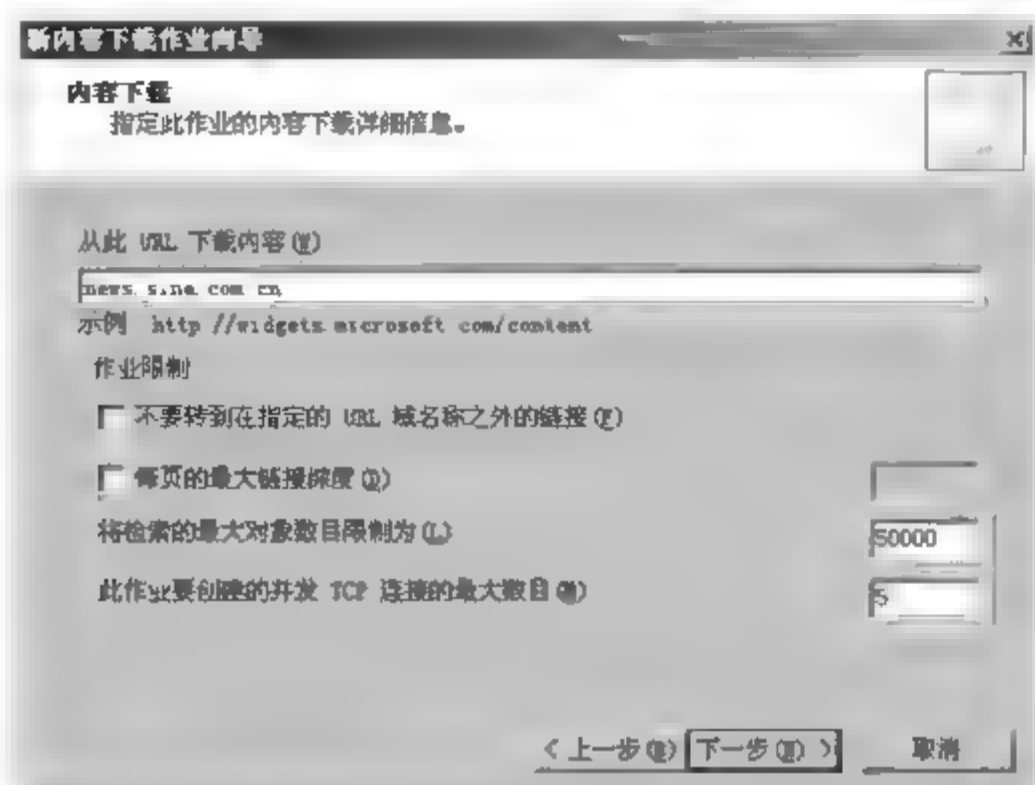 新内容下载作业向导
内容下载
指定此作业的内容下载详细信息。
从此 URL 下载内容(W)
news.sina.com.cn
示例 http://widgets.microsoft.com/content
作业限制
不要转到在指定的 URL 域名称之外的链接(F)
每页的最大链接深度(D)
将检索的最大对象数目限制为(L)
50000
此作业要创建的并发 TCP 连接的最大数目(M)
5
<上一步(B) 下一步(N) > 取消